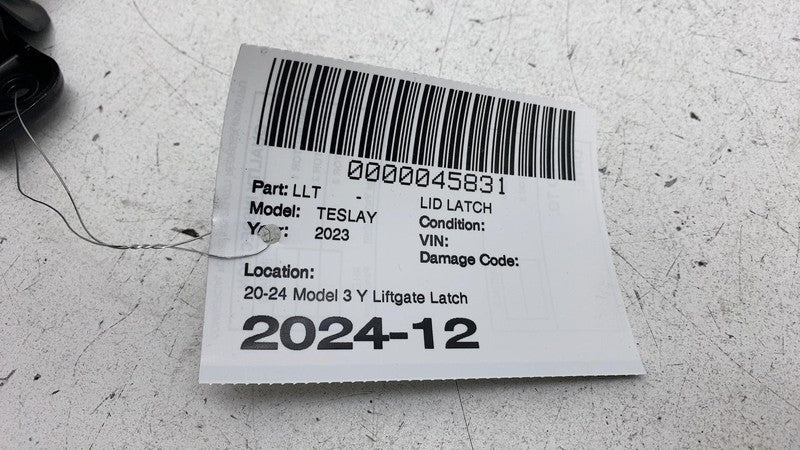 0000045831
Part: LLT - LID LATCH
Model: TESLAY Condition:
Year: 2023 VIN:
Damage Code:
Location:
20-24 Model 3 Y Liftgate Latch
2024-12